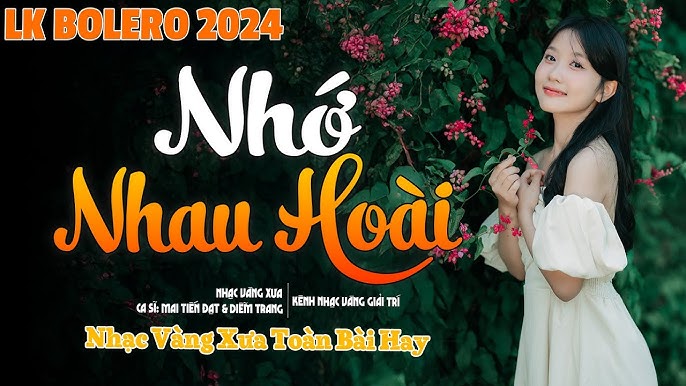 LK BOLERO 2024
Nhớ
Nhau Hoài
NHẠC VÀNG XƯA
CA SĨ: MAI TIẾN ĐẠT & DIỄM TRANG
KÊNH NHẠC VÀNG GIẢI TRÍ
Nhạc Vàng Xưa Toàn Bài Hay